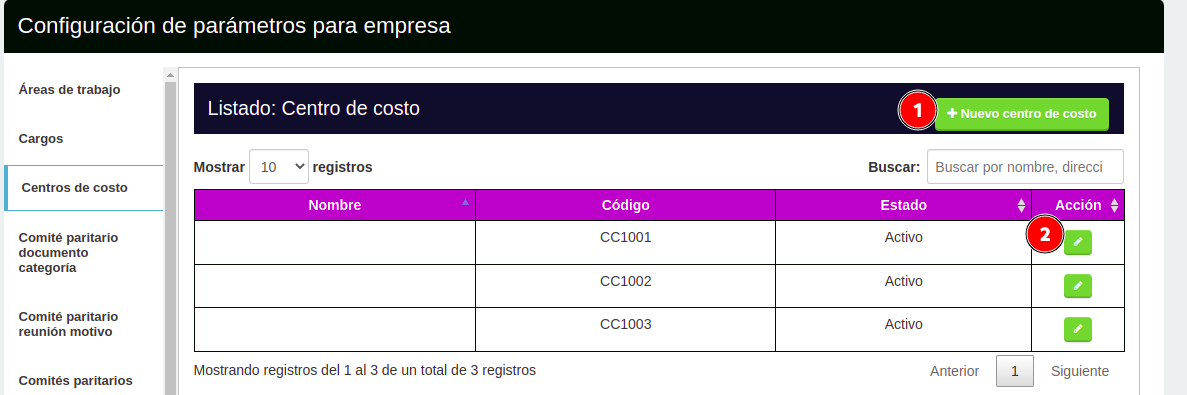 Configuración de parámetros para empresa
Áreas de trabajo
Cargos
Centros de costo
Comité paritario
documento
categoría
Comité paritario
reunión motivo
Comités paritarios
Listado: Centro de costo
1
Nuevo centro de costo
Mostrar 10 registros
Buscar: Buscar por nombre, direcci
Nombre Código Estado Acción
CC1001 Activo 2
CC1002 Activo
CC1003 Activo
Mostrando registros del 1 al 3 de un total de 3 registros
Anterior 1 Siguiente